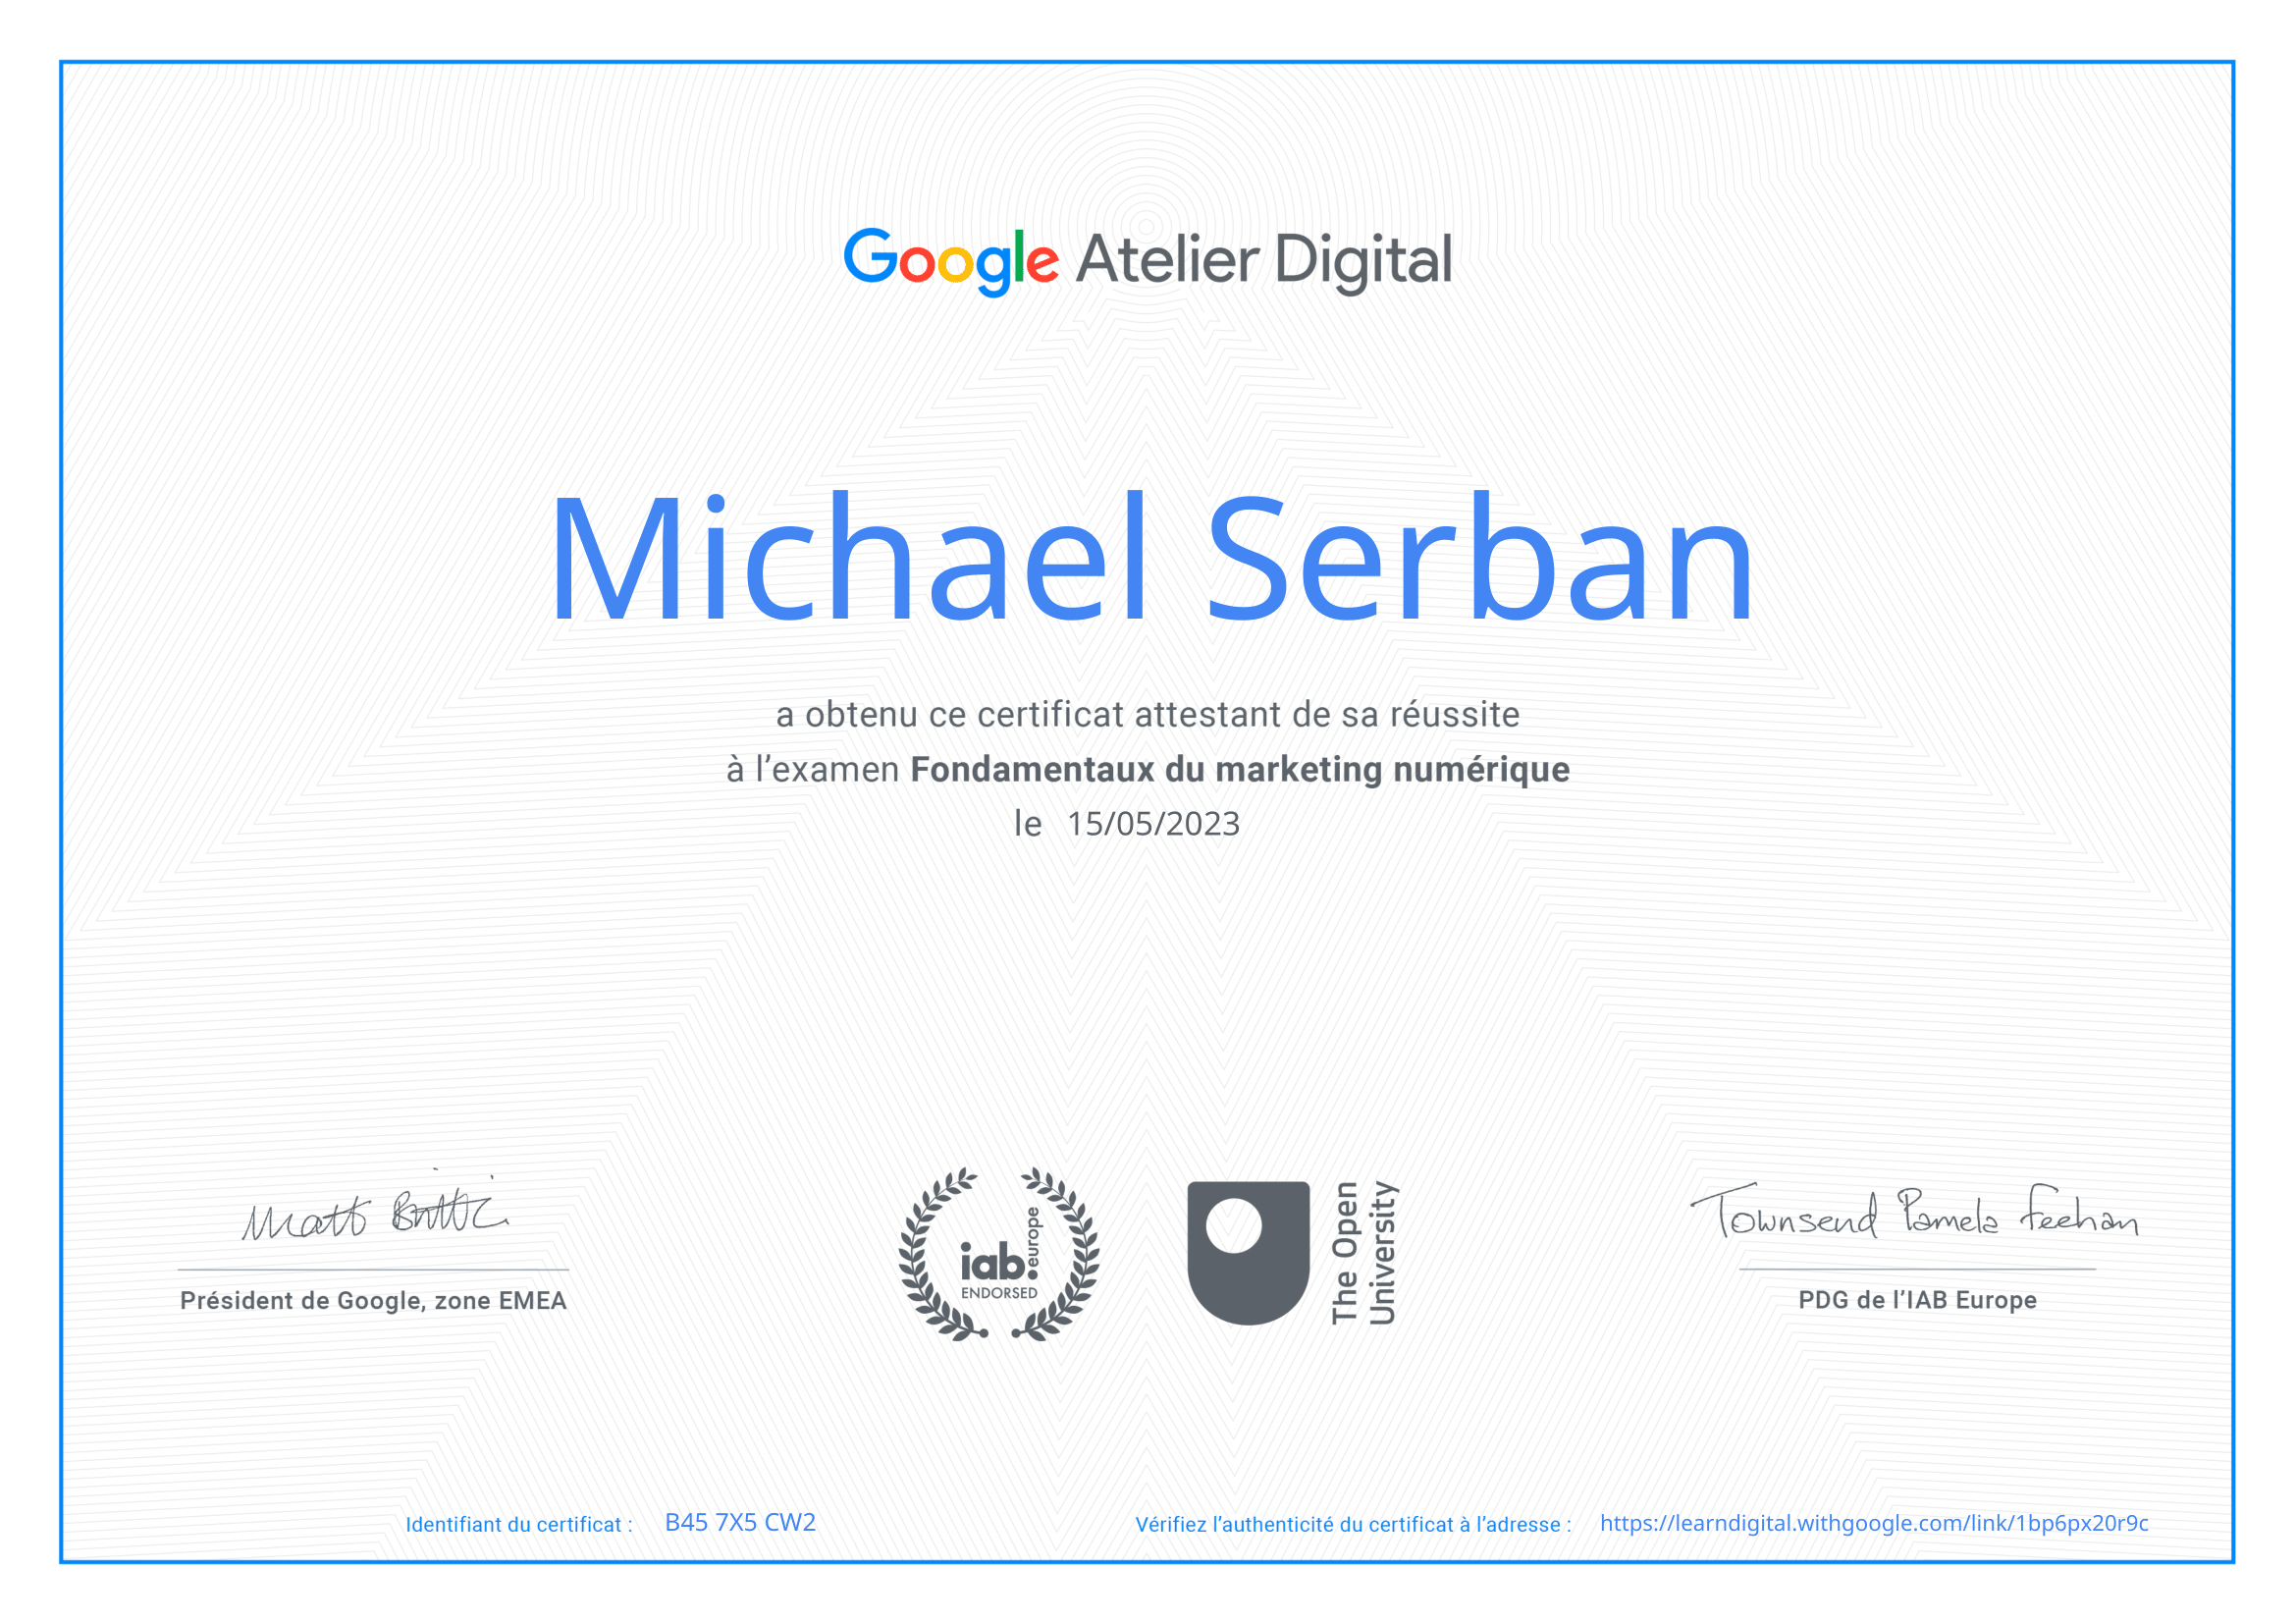 Google Atelier Digital
Michael Serban
a obtenu ce certificat attestant de sa réussite
à l’examen Fondamentaux du marketing numérique
le 15/05/2023
Matt Brittin
Président de Google, zone EMEA
iab.europe
ENDORSED
The Open
University
Townsend Pamela Feehan
PDG de l’IAB Europe
Identifiant du certificat : B45 7X5 CW2
Vérifiez l’authenticité du certificat à l’adresse : https://learndigital.withgoogle.com/link/1bp6px20r9c